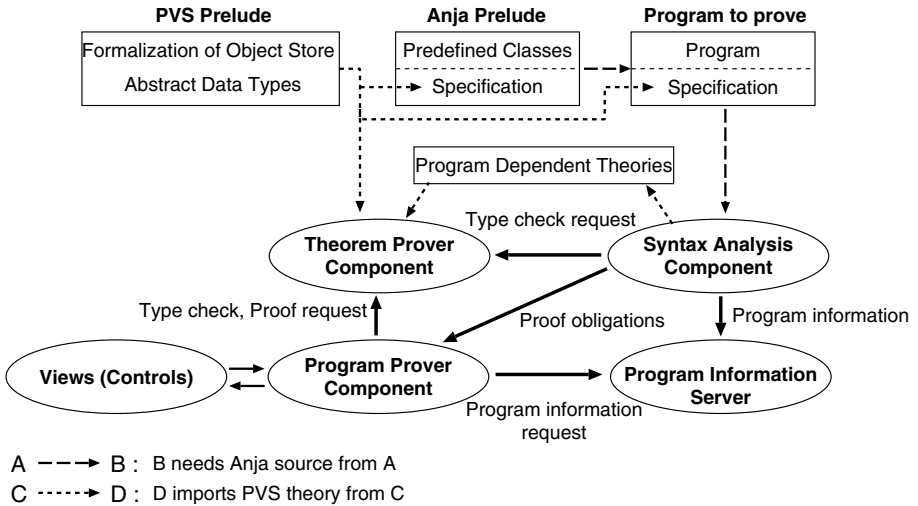 PVS Prelude
Anja Prelude
Program to prove
Formalization of Object Store
Abstract Data Types
Predefined Classes
Specification
Program
Specification
Program Dependent Theories
Type check request
Theorem Prover
Component
Syntax Analysis
Component
Type check, Proof request
Proof obligations
Program information
Views (Controls)
Program Prover
Component
Program Information
Server
Program information
request
A B : B needs Anja source from A
C D : D imports PVS theory from C